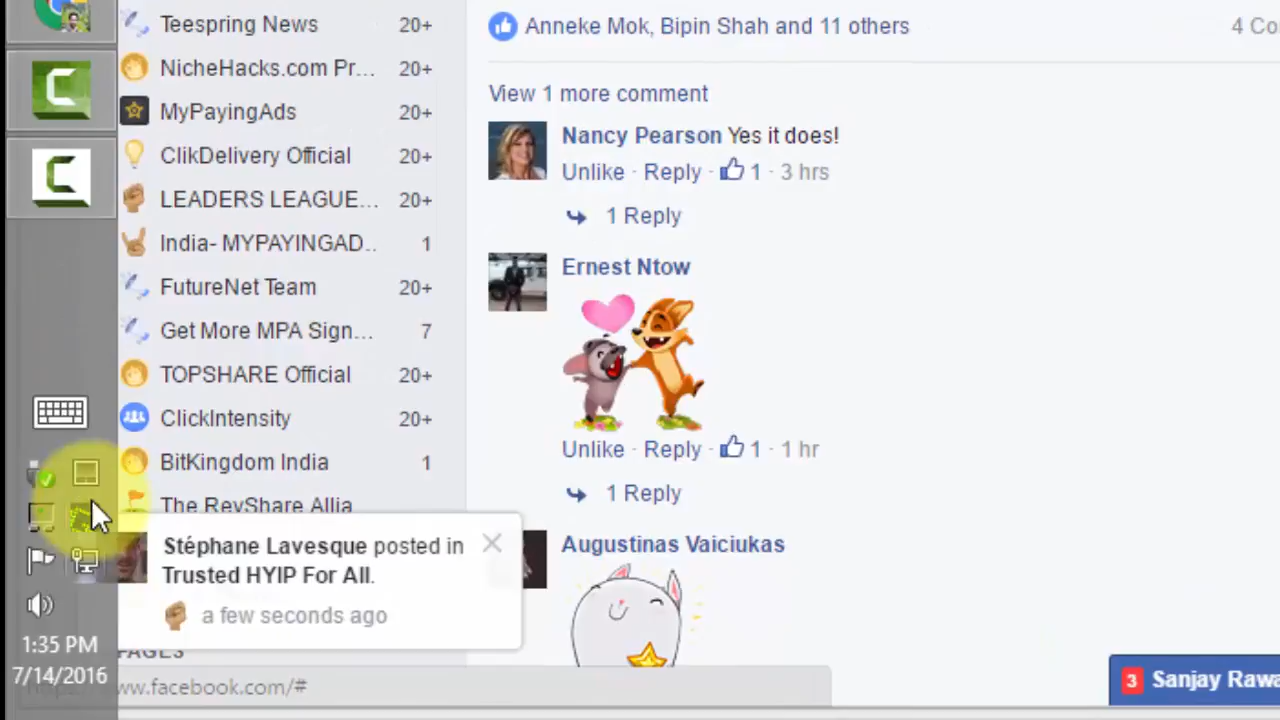 Teespring News 20+
NicheHacks.com Pr... 20+
MyPayingAds 20+
ClikDelivery Official 20+
LEADERS LEAGUE... 20+
India- MYPAYINGAD.. 1
FutureNet Team 20+
Get More MPA Sign... 7
TOPSHARE Official 20+
ClickIntensity 20+
BitKingdom India 1
The RevShare Allia
Stéphane Lavesque posted in
Trusted HYIP For All.
a few seconds ago
PAGES
1:35 PM
7/14/2016
www.facebook.com/#
Anneke Mok, Bipin Shah and 11 others
4 Co
View 1 more comment
Nancy Pearson Yes it does!
Unlike · Reply · 1 · 3 hrs
1 Reply
Ernest Ntow
Unlike · Reply · 1 · 1 hr
1 Reply
Augustinas Vaiciukas
3 Sanjay Rawa